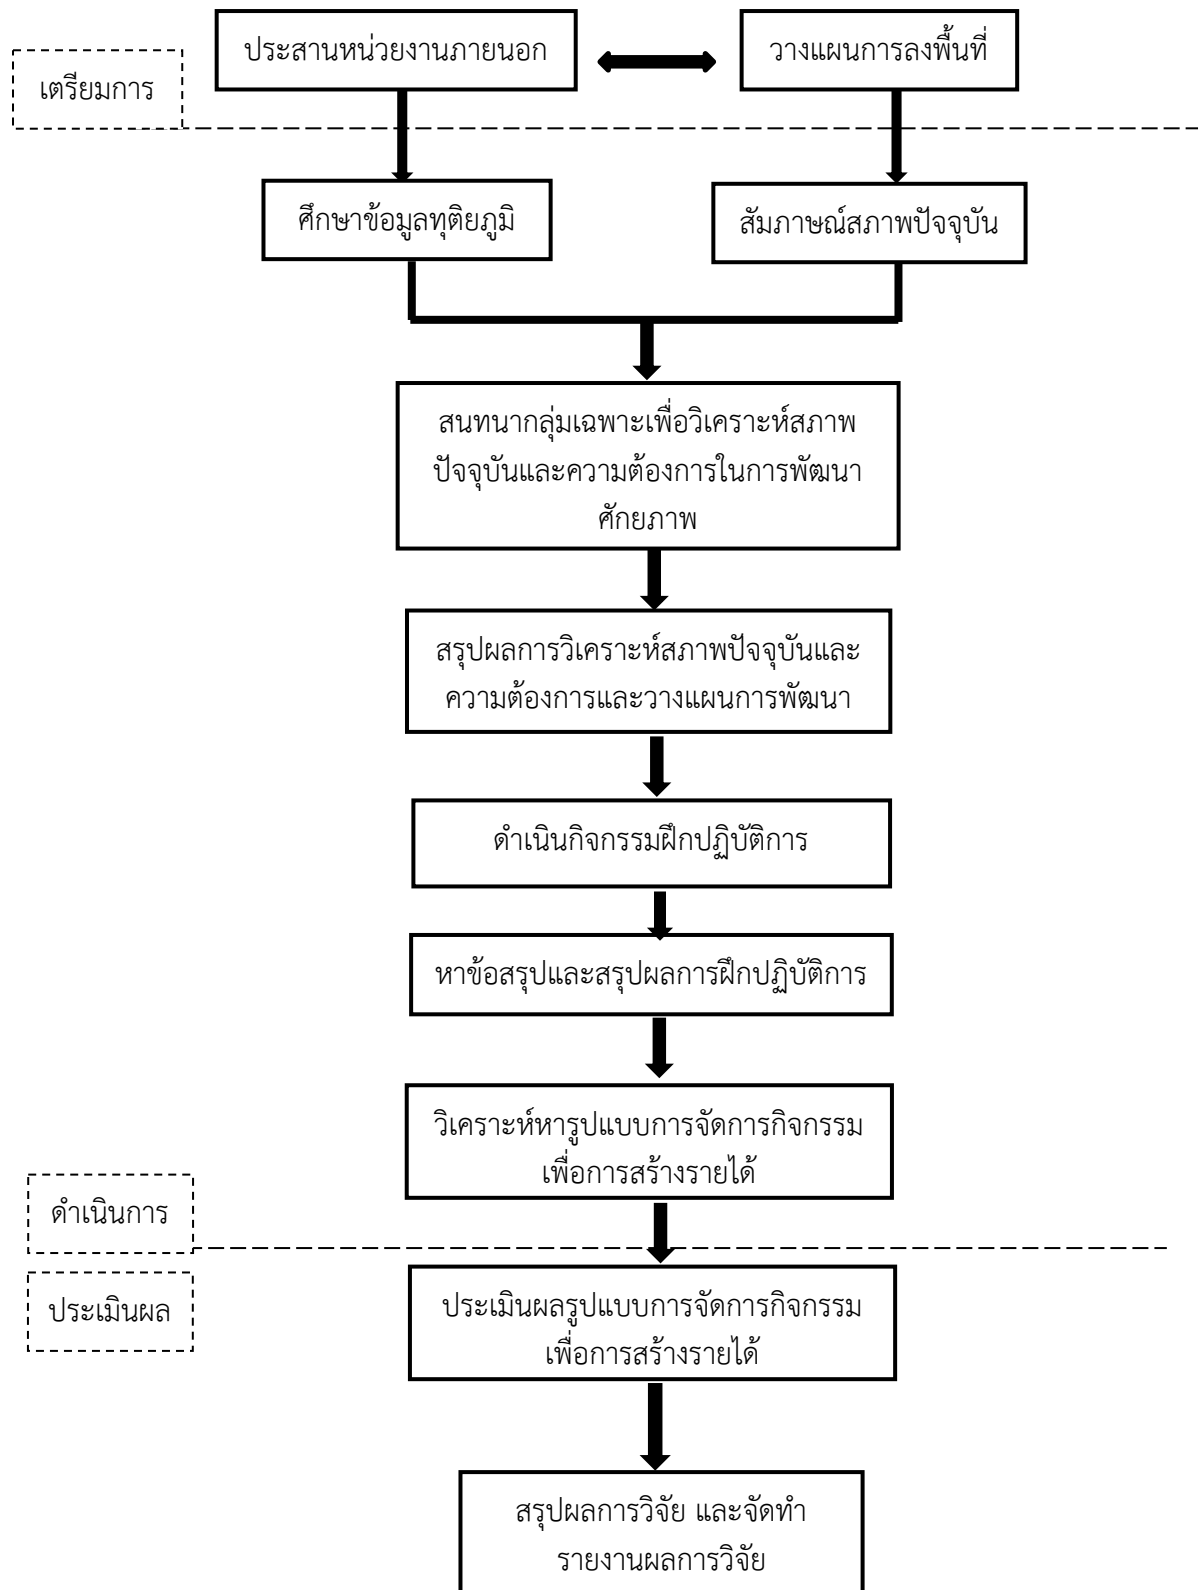 ประสานหน่วยงานภายนอก
วางแผนการลงพื้นที่
เตรียมการ
ศึกษาข้อมูลทุติยภูมิ
สัมภาษณ์สภาพปัจจุบัน
สนทนากลุ่มเฉพาะเพื่อวิเคราะห์สภาพ
ปัจจุบันและความต้องการในการพัฒนา
ศักยภาพ
สรุปผลการวิเคราะห์สภาพปัจจุบันและ
ความต้องการและวางแผนการพัฒนา
ดำเนินกิจกรรมฝึกปฏิบัติการ
หาข้อสรุปและสรุปผลการฝึกปฏิบัติการ
วิเคราะห์หารูปแบบการจัดการกิจกรรม
เพื่อการสร้างรายได้
ดำเนินการ
ประเมินผล
ประเมินผลรูปแบบการจัดการกิจกรรม
เพื่อการสร้างรายได้
สรุปผลการวิจัย และจัดทำ
รายงานผลการวิจัย